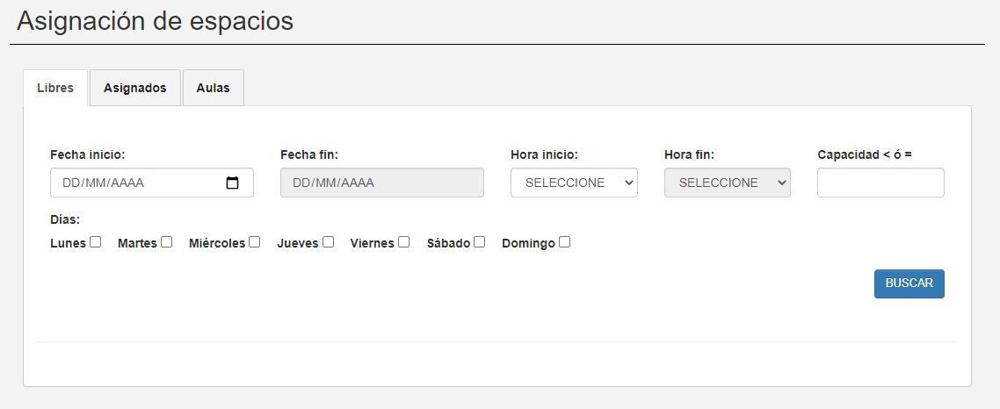 Asignación de espacios
Libres Asignados Aulas
Fecha inicio: Fecha fin: Hora inicio: Hora fin: Capacidad < ó =
DD/MM/AAAA DD/MM/AAAA SELECCIONE SELECCIONE
Días:
Lunes Martes Miércoles Jueves Viernes Sábado Domingo
BUSCAR